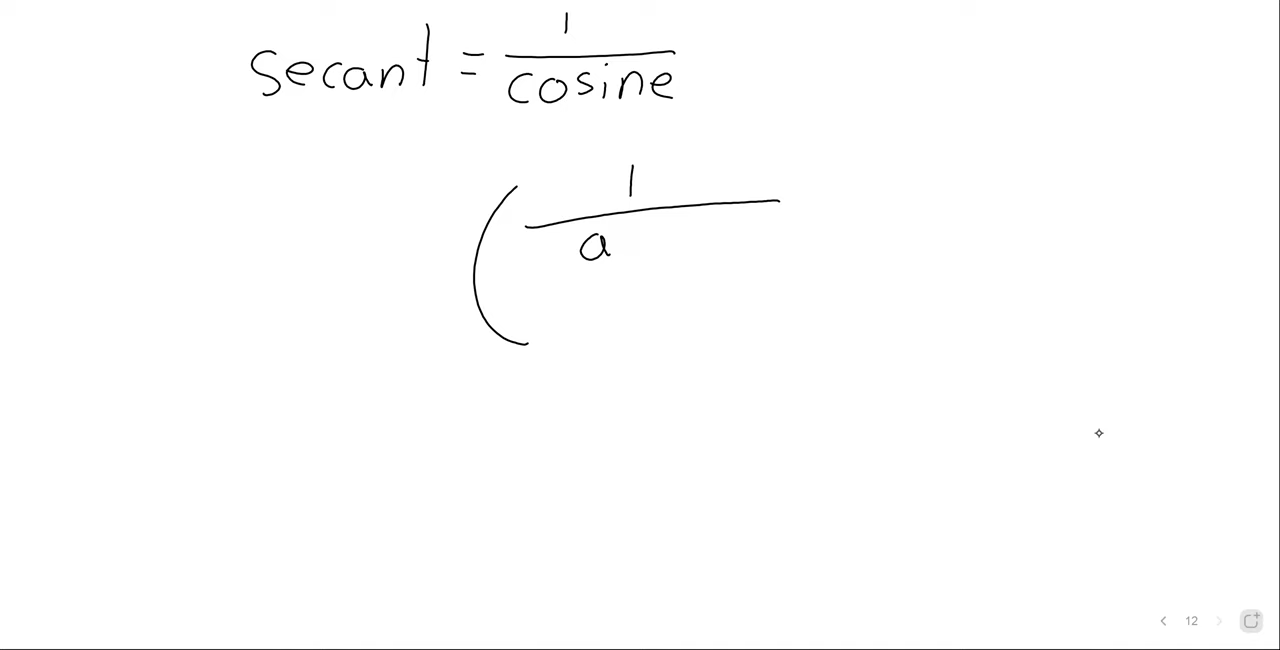 secant = 1/cosine
( 1/a
12